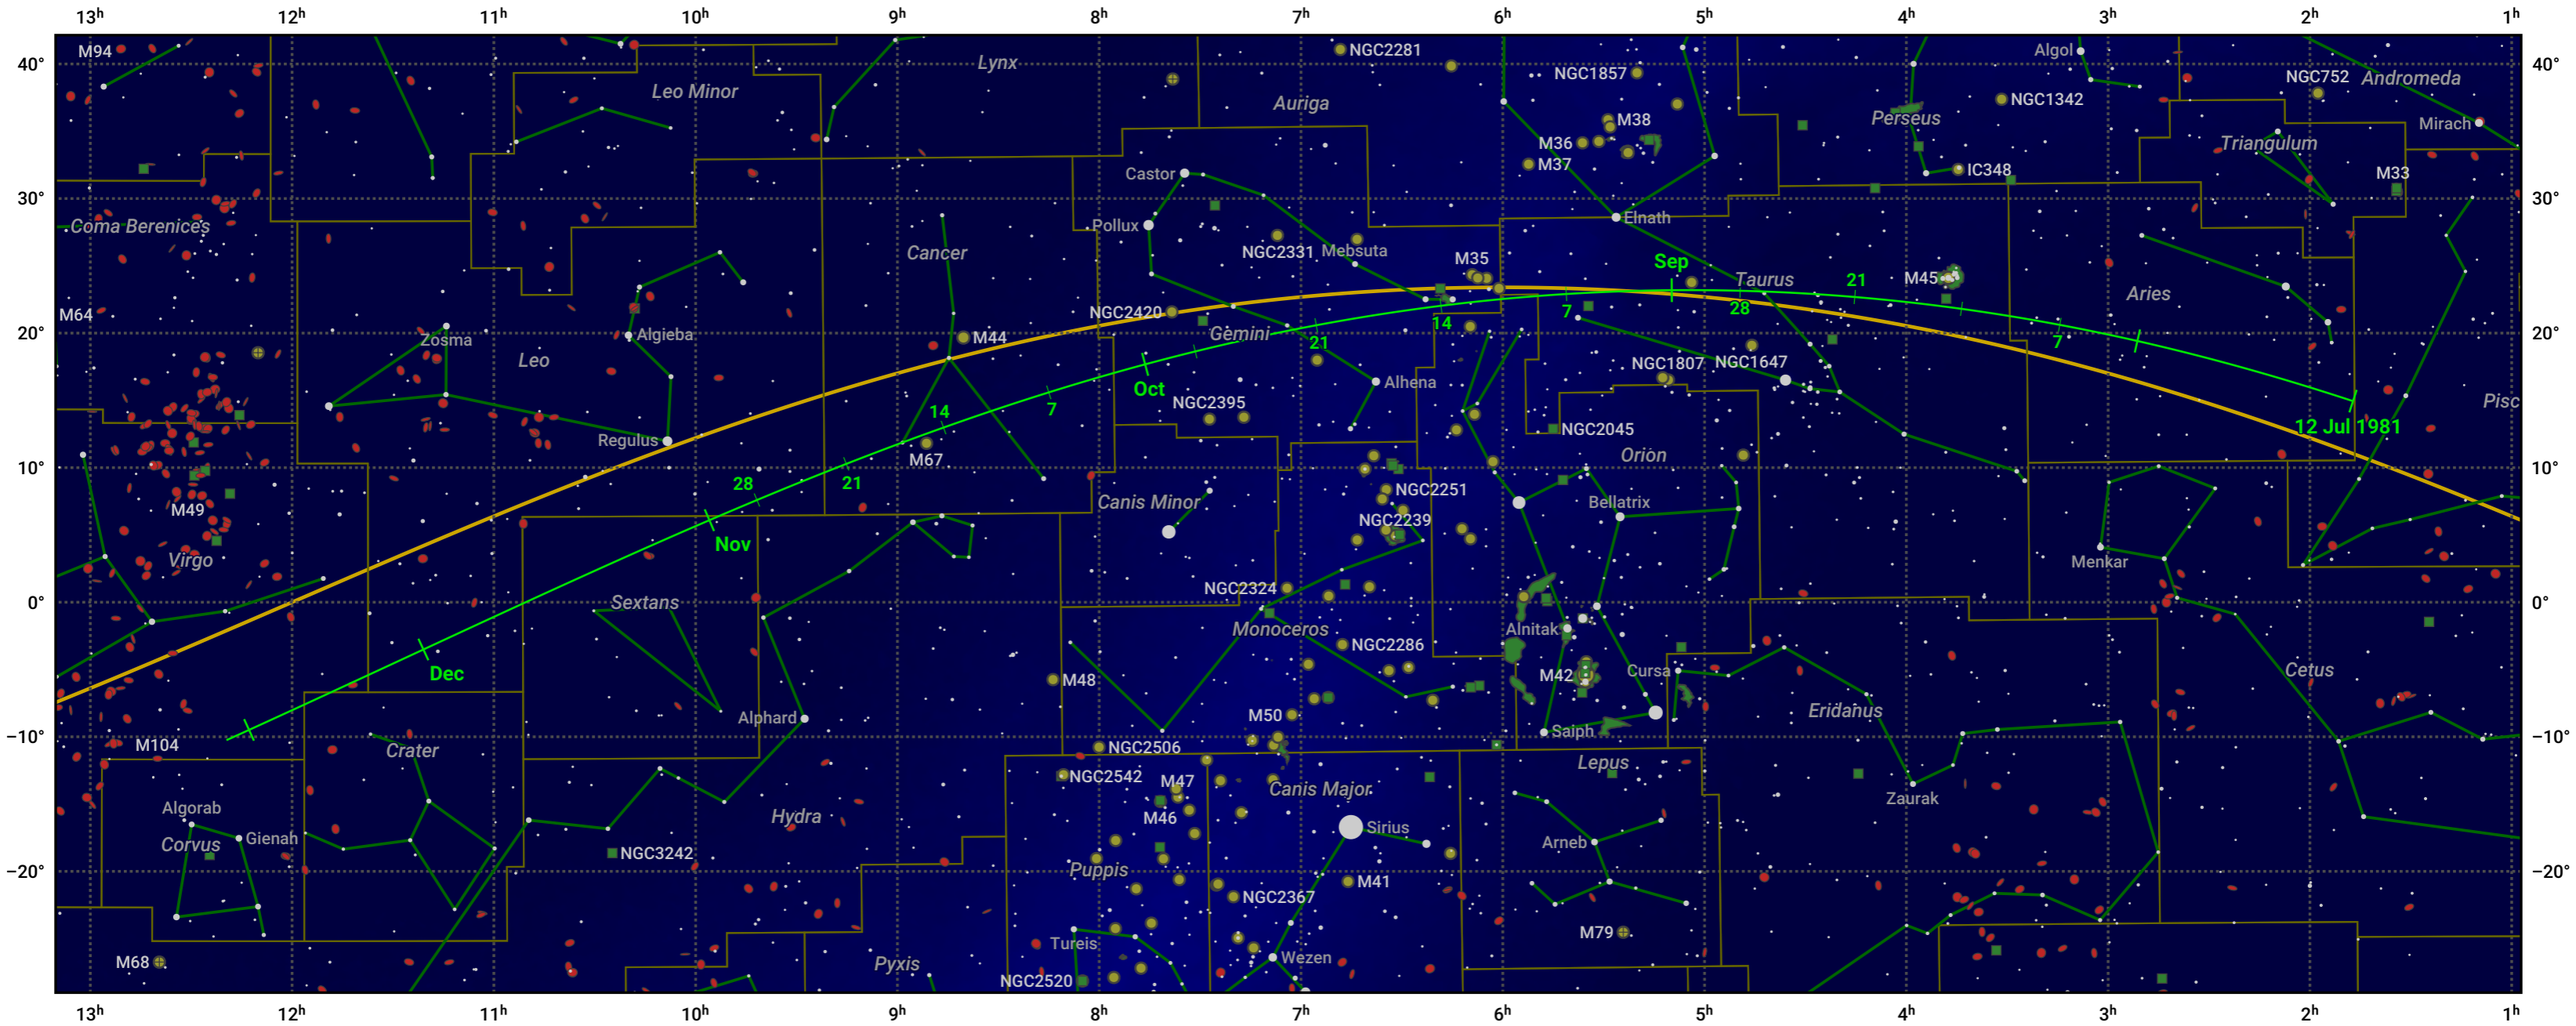 13h 12h 11h 10h 9h 8h 7h 6h 5h 4h 3h 2h 1h
M94 NGC2281 Algol
40° Lynx NGC1857 NGC752 Andromeda 40°
Leo Minor Auriga NGC1342
M38 Perseus Mirach
M36 Triangulum
M37 IC348
Castor M33
30° 30°
Coma Berenices Pollux Elnath
Cancer NGC2331 Mebsuta
M35 Sep
Taurus 21 M45 Aries
M64 NGC2420 14 7 28
20° Zosma Algieba M44 Gemini 21 7 20°
Leo NGC1807 NGC1647
Oct Alhena
14 7 NGC2395 Pisc
Regulus NGC2045 12 Jul 1981
M67 Orion
10° 10°
28 21 NGC2251
M49 Canis Minor Bellatrix
NGC2239
Nov
Virgo Menkar
Sextans NGC2324
0° 0°
Monoceros Alnitak
NGC2286
Dec M48 M42 Cursa Cetus
Alphard M50 Eridanus
−10° M104 Crater NGC2506 Saiph −10°
NGC2542 M47 Canis Major Lepus
Algorab Hydra M46 Zaurak
Corvus Gienah Sirius Arneb
NGC3242
−20° Puppis M41 −20°
NGC2367
M79
Tureis
M68 Pyxis Wezen
NGC2520
13h 12h 11h 10h 9h 8h 7h 6h 5h 4h 3h 2h 1h